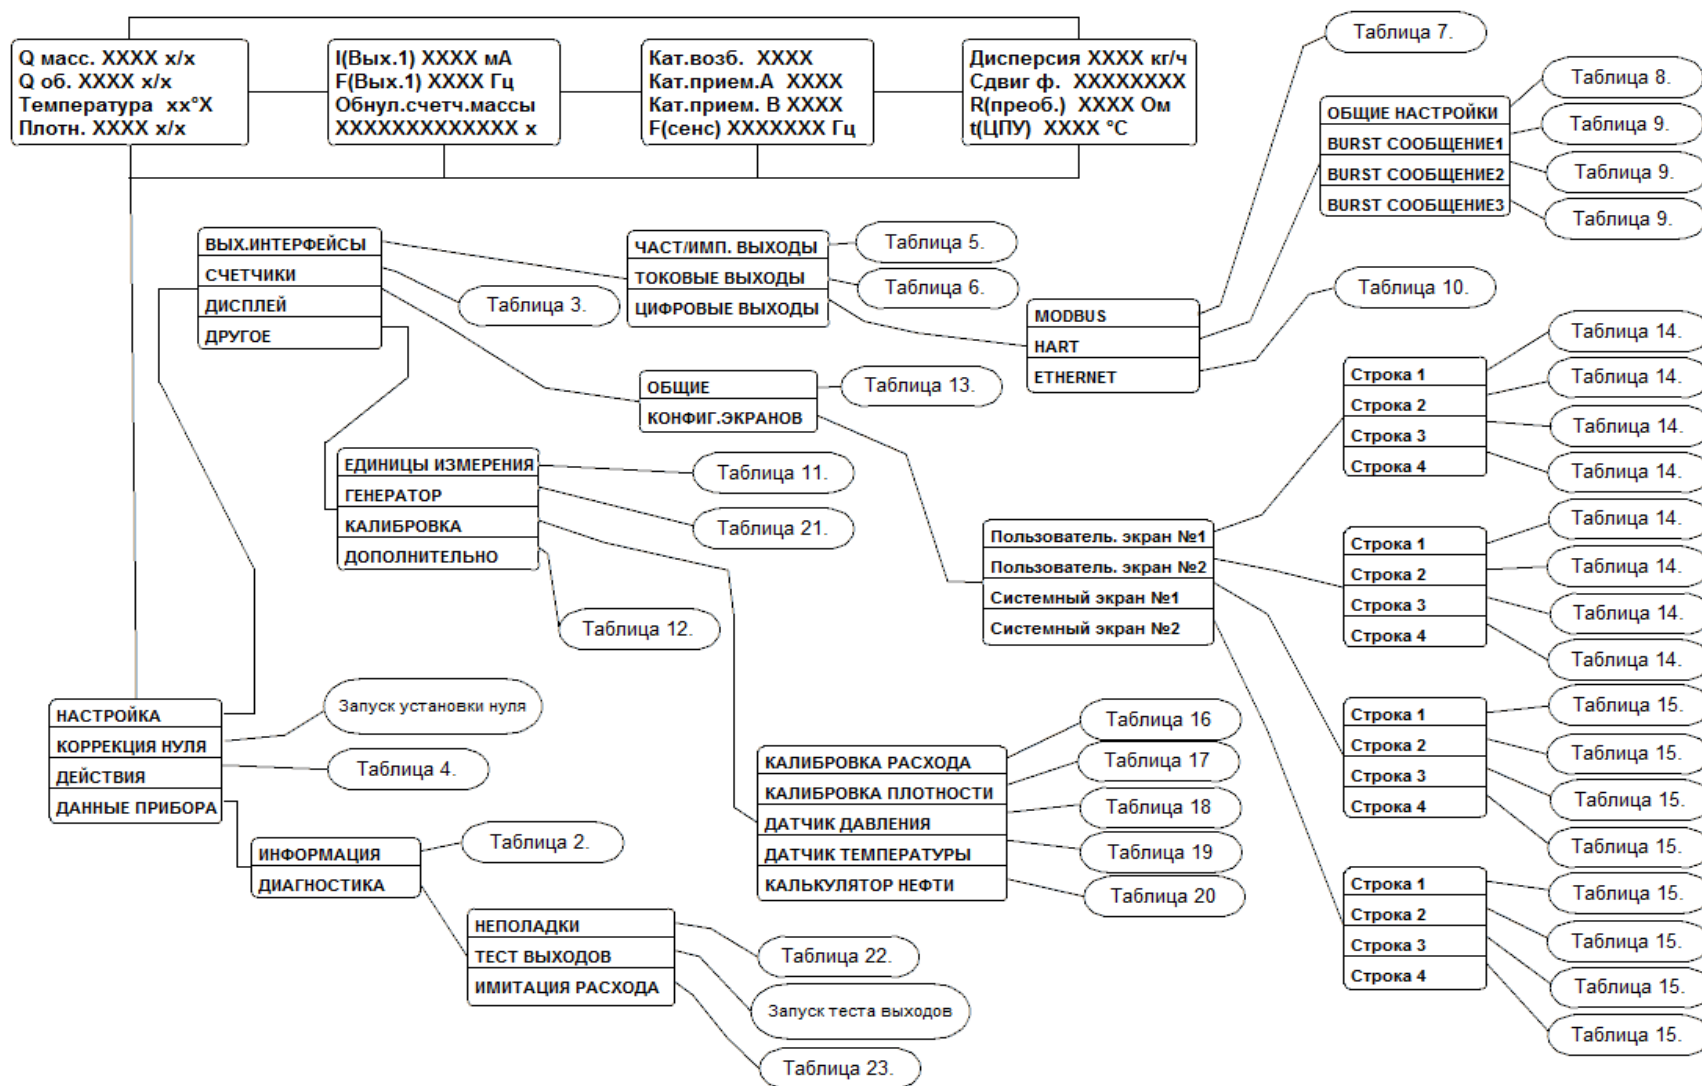 Q масс. XXXX x/x
Q об. XXXX x/x
Температура xx°X
Плотн. XXXX x/x
I(Вых.1) XXXX мА
F(Вых.1) XXXX Гц
Обнул.счетч.массы
XXXXXXXXXXXXX x
Кат.возб. XXXX
Кат.прием.А XXXX
Кат.прием. В XXXX
F(сенс) XXXXXXX Гц
Дисперсия XXXX кг/ч
Сдвиг ф. XXXXXXXX
R(преоб.) XXXX Ом
t(ЦПУ) XXXX °C
Таблица 7.
ОБЩИЕ НАСТРОЙКИ
BURST СООБЩЕНИЕ1
BURST СООБЩЕНИЕ2
BURST СООБЩЕНИЕ3
Таблица 8.
Таблица 9.
Таблица 9.
Таблица 9.
ВЫХ.ИНТЕРФЕЙСЫ
СЧЕТЧИКИ
ДИСПЛЕЙ
ДРУГОЕ
Таблица 3.
ЧАСТ/ИМП. ВЫХОДЫ
ТОКОВЫЕ ВЫХОДЫ
ЦИФРОВЫЕ ВЫХОДЫ
Таблица 5.
Таблица 6.
MODBUS
HART
ETHERNET
Таблица 10.
ОБЩИЕ
КОНФИГ.ЭКРАНОВ
Таблица 13.
ЕДИНИЦЫ ИЗМЕРЕНИЯ
ГЕНЕРАТОР
КАЛИБРОВКА
ДОПОЛНИТЕЛЬНО
Таблица 11.
Таблица 21.
Таблица 12.
Пользователь. экран №1
Пользователь. экран №2
Системный экран №1
Системный экран №2
Строка 1
Строка 2
Строка 3
Строка 4
Таблица 14.
Таблица 14.
Таблица 14.
Таблица 14.
Строка 1
Строка 2
Строка 3
Строка 4
Таблица 14.
Таблица 14.
Таблица 14.
Таблица 14.
Строка 1
Строка 2
Строка 3
Строка 4
Таблица 15.
Таблица 15.
Таблица 15.
Таблица 15.
Строка 1
Строка 2
Строка 3
Строка 4
Таблица 15.
Таблица 15.
Таблица 15.
Таблица 15.
НАСТРОЙКА
КОРРЕКЦИЯ НУЛЯ
ДЕЙСТВИЯ
ДАННЫЕ ПРИБОРА
Запуск установки нуля
Таблица 4.
КАЛИБРОВКА РАСХОДА
КАЛИБРОВКА ПЛОТНОСТИ
ДАТЧИК ДАВЛЕНИЯ
ДАТЧИК ТЕМПЕРАТУРЫ
КАЛЬКУЛЯТОР НЕФТИ
Таблица 16
Таблица 17
Таблица 18
Таблица 19
Таблица 20
ИНФОРМАЦИЯ
ДИАГНОСТИКА
Таблица 2.
НЕПОЛАДКИ
ТЕСТ ВЫХОДОВ
ИМИТАЦИЯ РАСХОДА
Таблица 22.
Запуск теста выходов
Таблица 23.